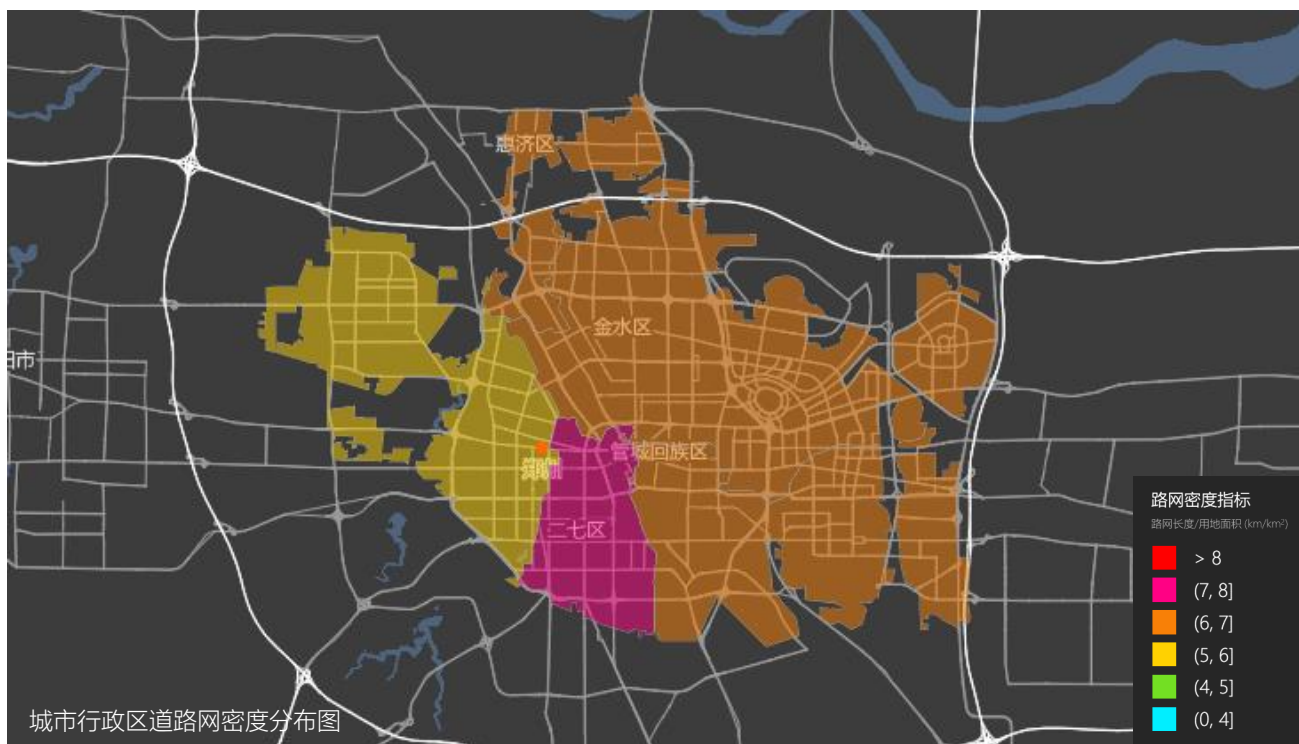 惠济区
金水区
阳市
管城回族区
二七区
路网密度指标
路网长度/用地面积 (km/km²)
> 8
(7, 8]
(6, 7]
(5, 6]
(4, 5]
(0, 4]
城市行政区道路网密度分布图